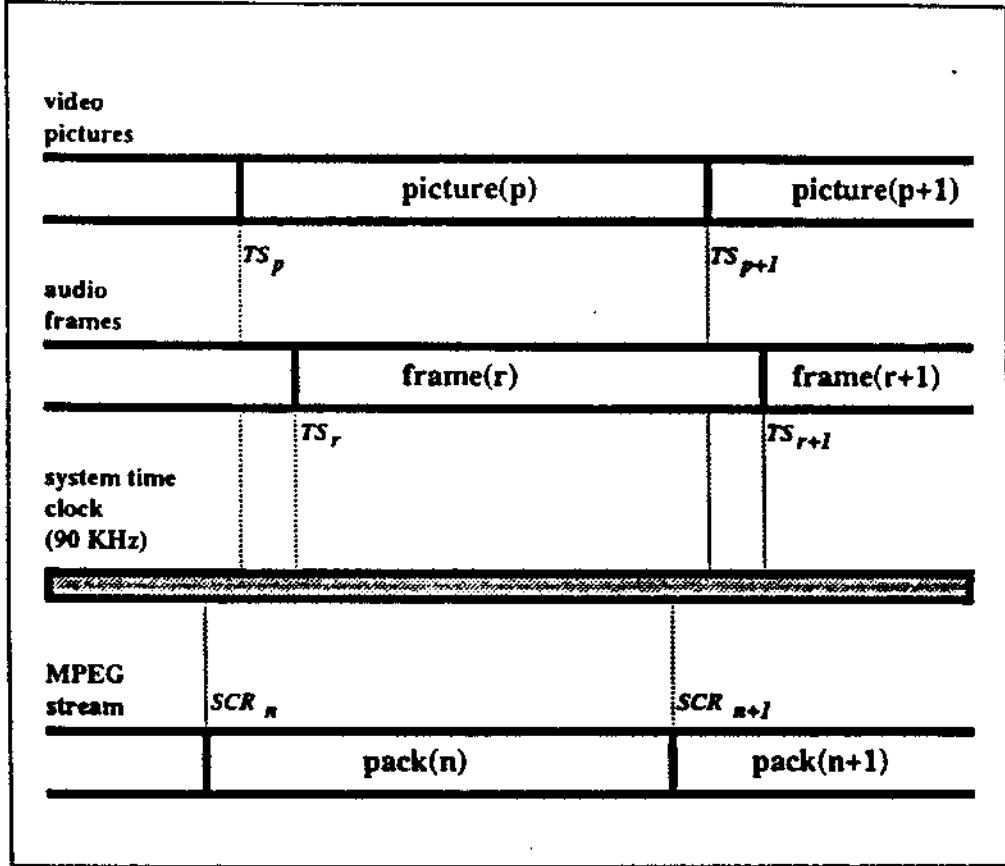 video
pictures
picture(p)
picture(p+1)
TS p
TS p+1
audio
frames
frame(r)
frame(r+1)
TS r
TS r+1
system time
clock
(90 KHz)
MPEG
stream
SCR n
SCR n+1
pack(n)
pack(n+1)